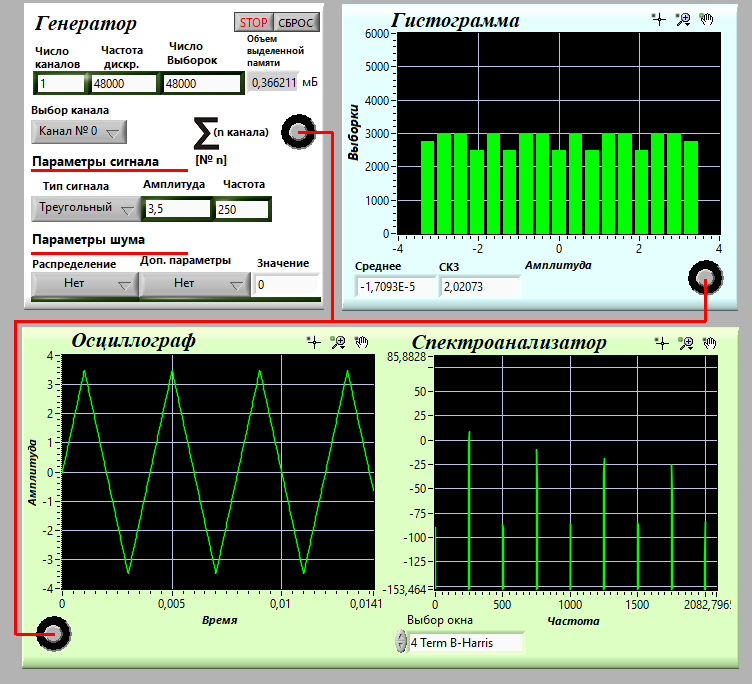 Генератор
STOP
СБРОС
Число
каналов
Частота
дискр.
Число
Выборок
Объем
выделенной
памяти
1
48000
48000
0,366211 мБ
Выбор канала
Канал № 0
Σ (n канала)
[№ n]
Параметры сигнала
Тип сигнала
Амплитуда
Частота
Треугольный
3,5
250
Параметры шума
Распределение
Доп. параметры
Значение
Нет
Нет
0
Гистограмма
Выборки
6000
5000
4000
3000
2000
1000
0
-4
-2
0
2
4
Амплитуда
Среднее
СКЗ
-1,7093E-5
2,02073
Осциллограф
Амплитуда
4
3
2
1
0
-1
-2
-3
-4
0
0,005
0,01
0,0141
Время
Спектроанализатор
85,8828
50
25
0
-25
-50
-75
-100
-125
-153,464
0
500
1000
1500
2082,796
Частота
Выбор окна
4 Term B-Harris